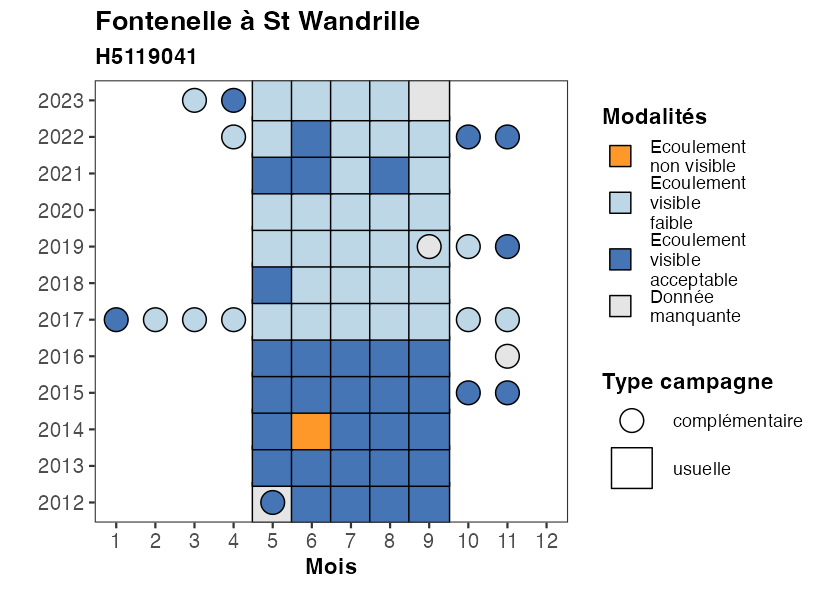 Fontenelle à St Wandrille
H5119041
2023
2022
2021
2020
2019
2018
2017
2016
2015
2014
2013
2012
1 2 3 4 5 6 7 8 9 10 11 12
Mois
Modalités
Ecoulement
non visible
Ecoulement
visible
faible
Ecoulement
visible
acceptable
Donnée
manquante
Type campagne
complémentaire
usuelle